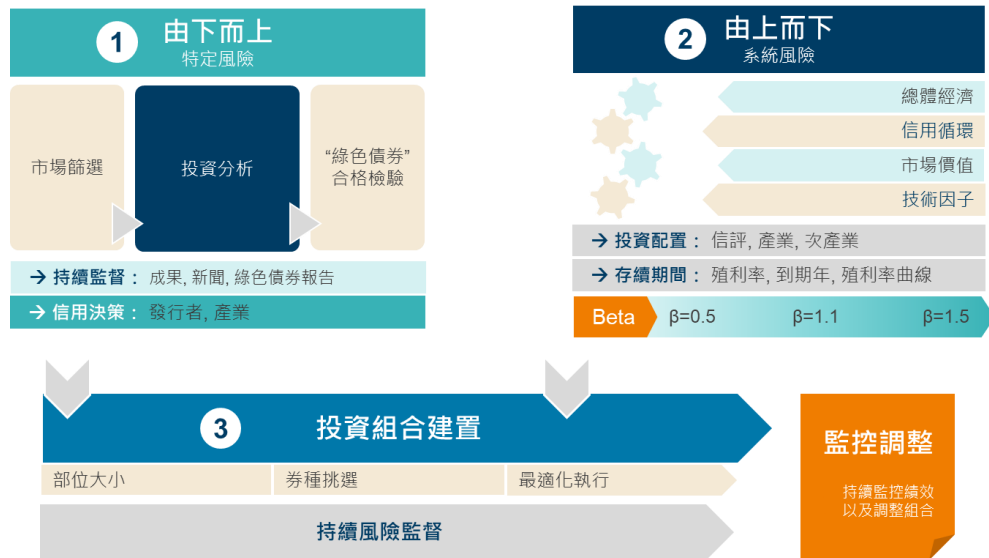 1
由下而上
特定風險
市場篩選
投資分析
“綠色債券”
合格檢驗
→ 持續監督： 成果, 新聞, 綠色債券報告
→ 信用決策： 發行者, 產業
2
由上而下
系統風險
總體經濟
信用循環
市場價值
技術因子
→ 投資配置： 信評, 產業, 次產業
→ 存續期間： 殖利率, 到期年, 殖利率曲線
Beta β=0.5 β=1.1 β=1.5
3 投資組合建置
部位大小 券種挑選 最適化執行
持續風險監督
監控調整
持續監控績效
以及調整組合